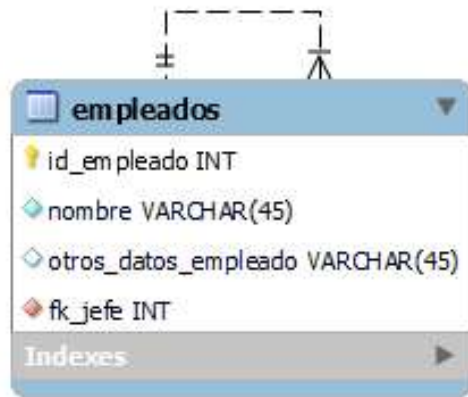 empleados
id_empleado INT
nombre VARCHAR(45)
otros_datos_empleado VARCHAR(45)
fk_jefe INT
Indexes